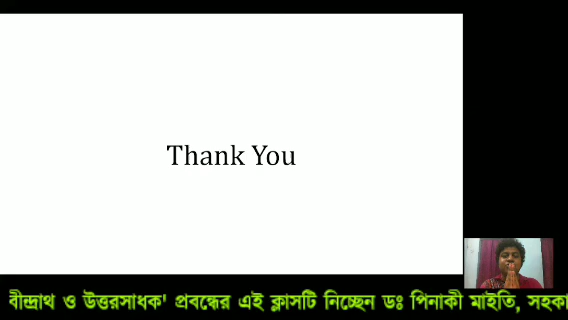 Thank You
বীন্দ্রাথ ও উত্তরসাধক' প্রবন্ধের এই ক্লাসটি নিচ্ছেন ডঃ পিনাকী মাইতি, সহকা